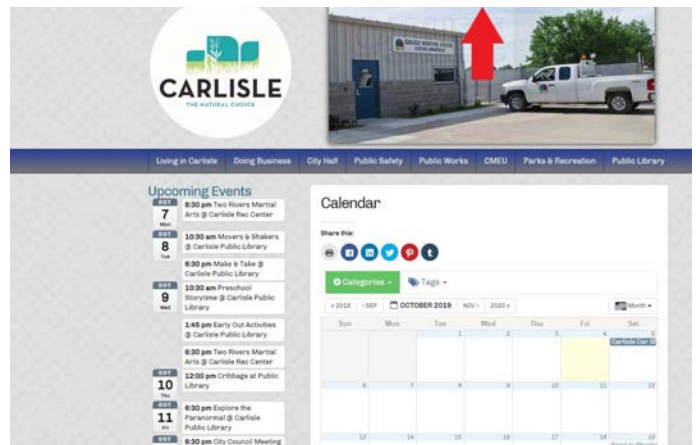 CARLISLE
THE NATURAL CHOICE
Living in Carlisle Doing Business City Hall Public Safety Public Works CMEU Parks & Recreation Public Library
Upcoming Events
OCT
7
Mon
6:30 pm Two Rivers Martial
Arts @ Carlisle Rec Center
OCT
8
Tue
10:30 am Movers & Shakers
@ Carlisle Public Library
6:30 pm Make & Take @
Carlisle Public Library
OCT
9
Wed
10:30 am Preschool
Storytime @ Carlisle Public
Library
1:45 pm Early Out Activities
@ Carlisle Public Library
6:30 pm Two Rivers Martial
Arts @ Carlisle Rec Center
OCT
10
Thu
12:00 pm Cribbage at Public
Library
OCT
11
Fri
6:30 pm Explore the
Paranormal @ Carlisle
Public Library
OCT
6:30 pm City Council Meeting
Calendar
Share this:
Categories Tags
2018 SEP OCTOBER 2019 NOV 2020 Month
Sun Mon Tue Wed Thu Fri Sat
1 2 3 4 5
Carlisle Car
6 7 8 9 10 11 12
13 14 15 16 17 18 19